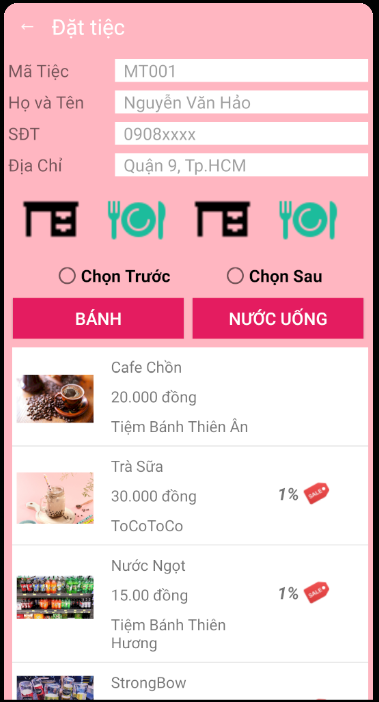 ← Đặt tiệc
Mã Tiệc MT001
Họ và Tên Nguyễn Văn Hảo
SĐT 0908xxxx
Địa Chỉ Quận 9, Tp.HCM
Chọn Trước Chọn Sau
BÁNH NƯỚC UỐNG
Cafe Chồn
20.000 đồng
Tiệm Bánh Thiên Ân
Trà Sữa
30.000 đồng
1% SALE
ToCoToCo
Nước Ngọt
15.00 đồng
1% SALE
Tiệm Bánh Thiên
Hương
StrongBow